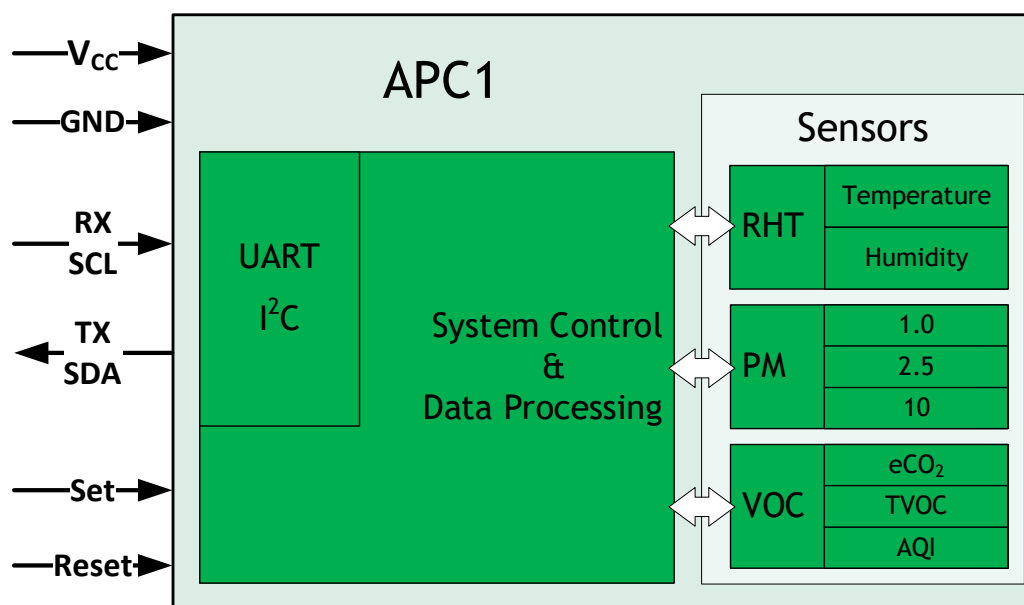 V_CC
GND
RX
SCL
TX
SDA
Set
Reset
APC1
UART
I²C
System Control
&
Data Processing
Sensors
RHT
Temperature
Humidity
PM
1.0
2.5
10
VOC
eCO₂
TVOC
AQI